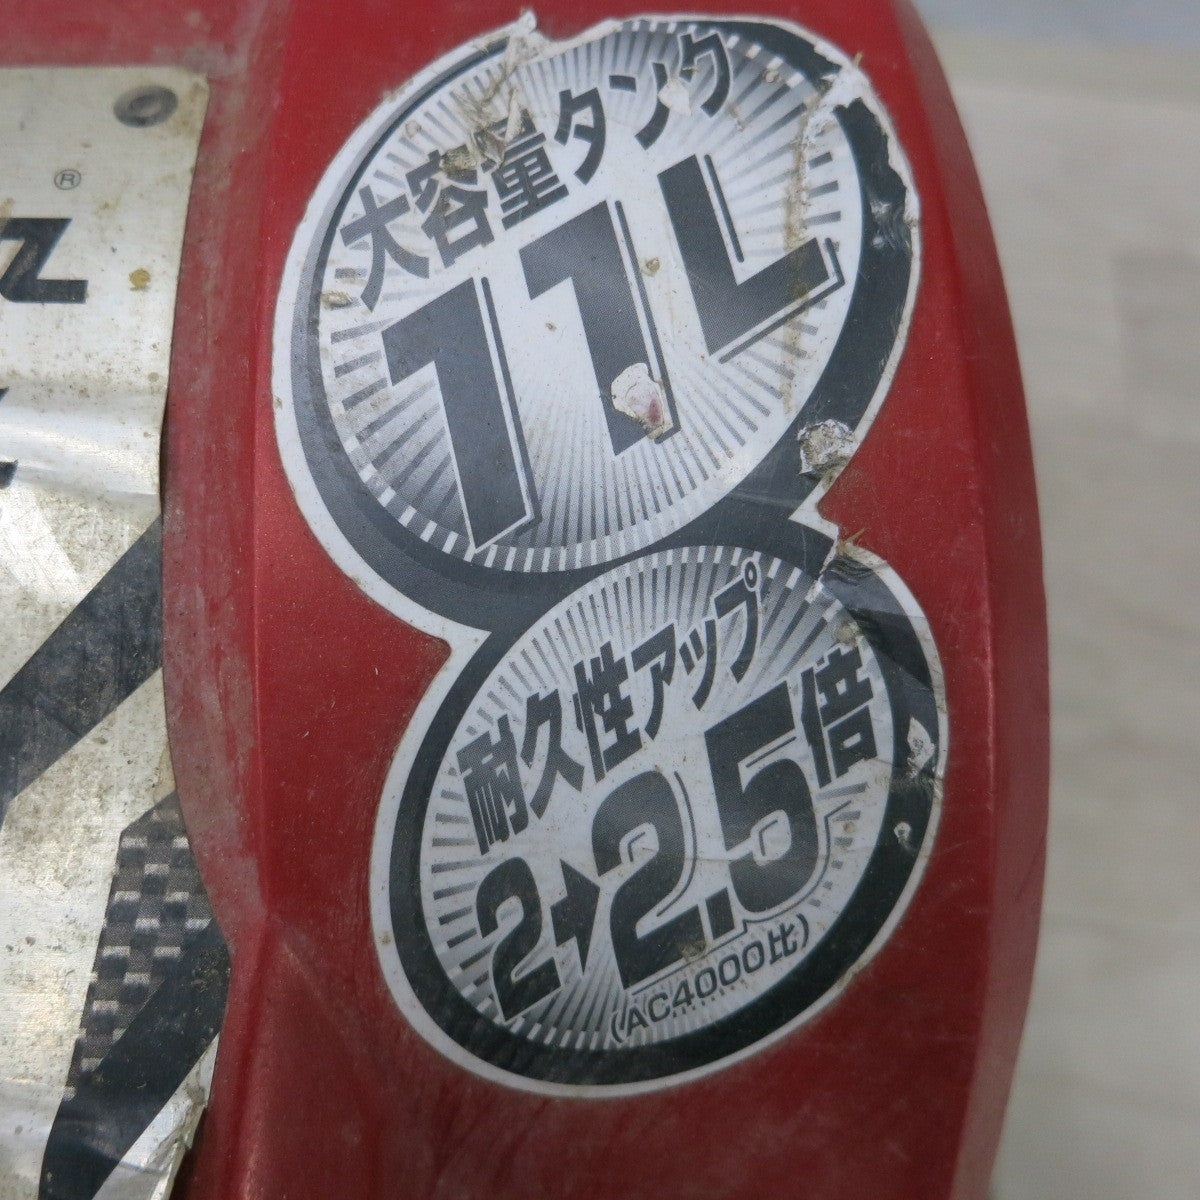 ®
大容量タンク
11L
耐久性アップ
2→2.5倍
(AC4000比)